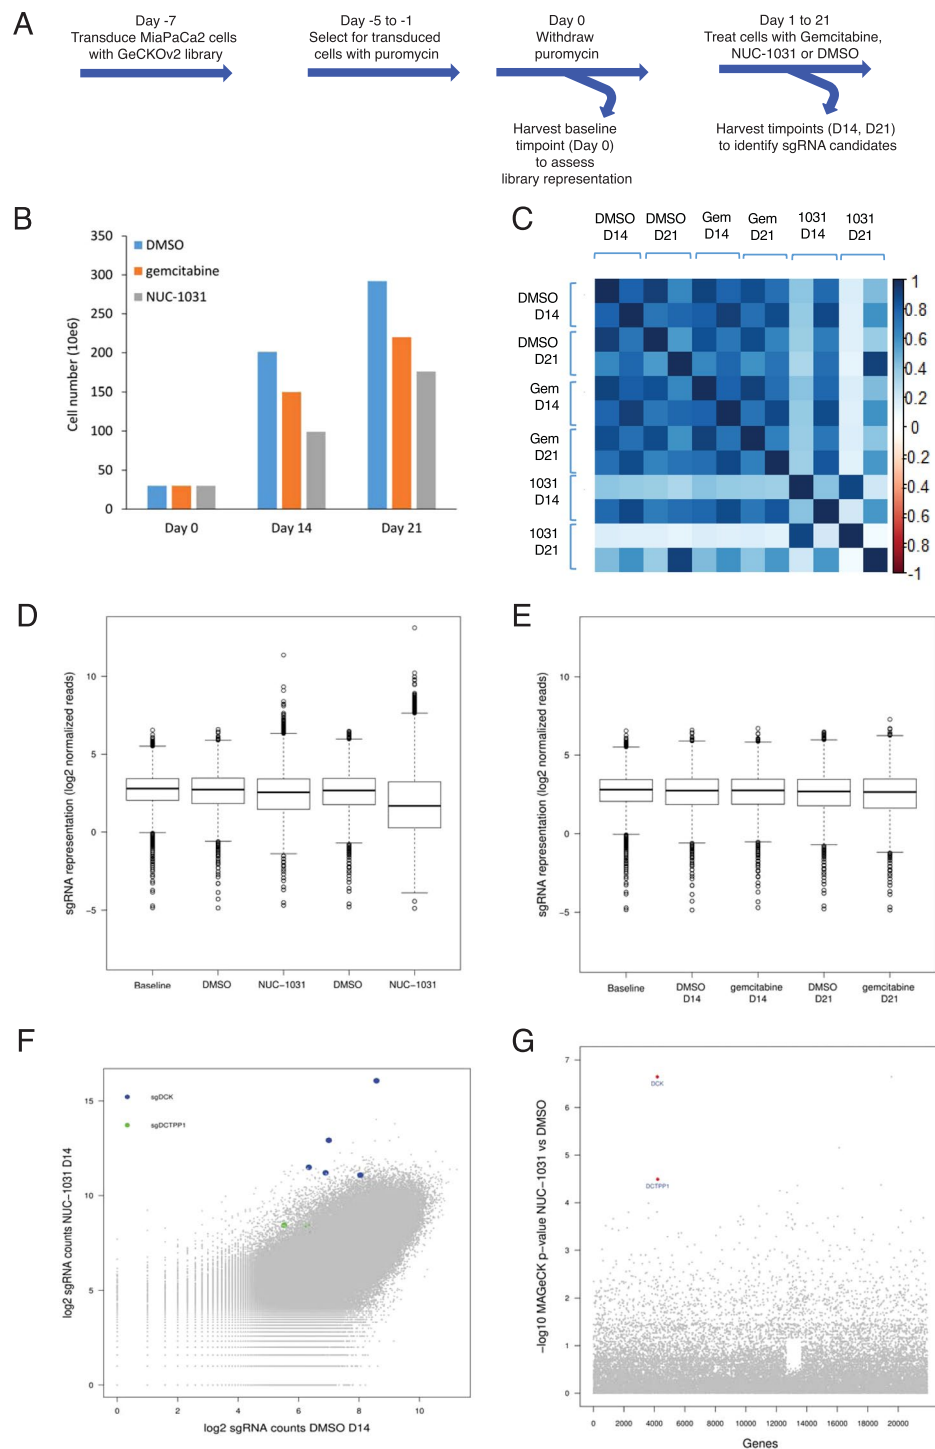 A
Day -7
Transduce MiaPaCa2 cells
with GeCKOv2 library
Day -5 to -1
Select for transduced
cells with puromycin
Day 0
Withdraw
puromycin
Day 1 to 21
Treat cells with Gemcitabine,
NUC-1031 or DMSO
Harvest baseline
timpoint (Day 0)
to assess
library representation
Harvest timpoints (D14, D21)
to identify sgRNA candidates
B
Cell number (10e6)
350
300
250
200
150
100
50
0
DMSO
gemcitabine
NUC-1031
Day 0
Day 14
Day 21
C
DMSO D14
DMSO D21
Gem D14
Gem D21
1031 D14
1031 D21
DMSO D14
DMSO D21
Gem D14
Gem D21
1031 D14
1031 D21
1
0.8
0.6
0.4
0.2
0
-0.2
-0.4
-0.6
-0.8
-1
D
sgRNA representation (log2 normalized reads)
10
5
0
-5
Baseline
DMSO
NUC-1031
DMSO
NUC-1031
E
sgRNA representation (log2 normalized reads)
10
5
0
-5
Baseline
DMSO D14
gemcitabine D14
DMSO D21
gemcitabine D21
F
log2 sgRNA counts NUC-1031 D14
15
10
5
0
sgDCK
sgDCTPP1
0 2 4 6 8 10
log2 sgRNA counts DMSO D14
G
-log10 MAGeCK p-value NUC-1031 vs DMSO
7
6
5
4
3
2
1
0
DCK
DCTPP1
0 2000 4000 6000 8000 10000 12000 14000 16000 18000 20000
Genes